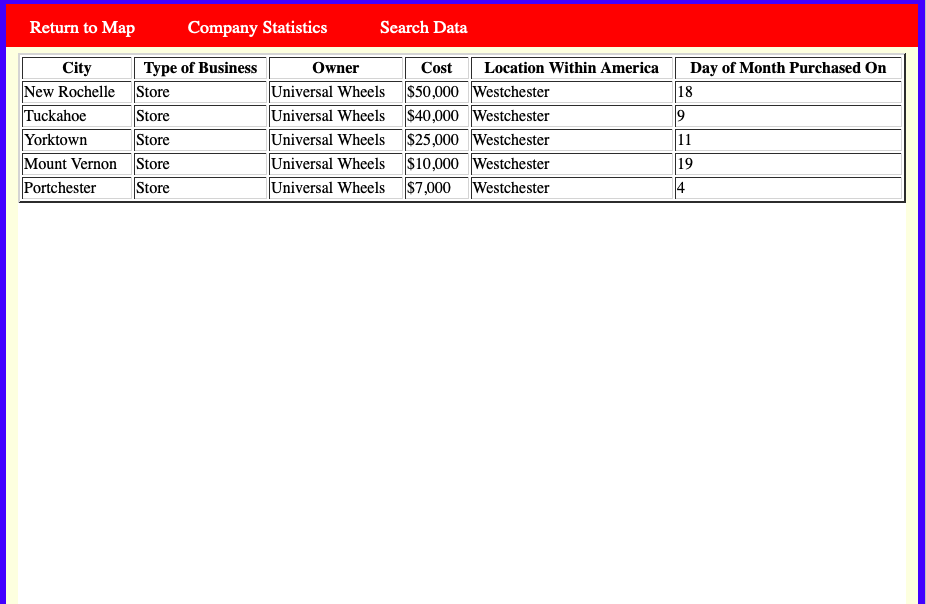 Return to Map Company Statistics Search Data
City Type of Business Owner Cost Location Within America Day of Month Purchased On
New Rochelle Store Universal Wheels $50,000 Westchester 18
Tuckahoe Store Universal Wheels $40,000 Westchester 9
Yorktown Store Universal Wheels $25,000 Westchester 11
Mount Vernon Store Universal Wheels $10,000 Westchester 19
Portchester Store Universal Wheels $7,000 Westchester 4